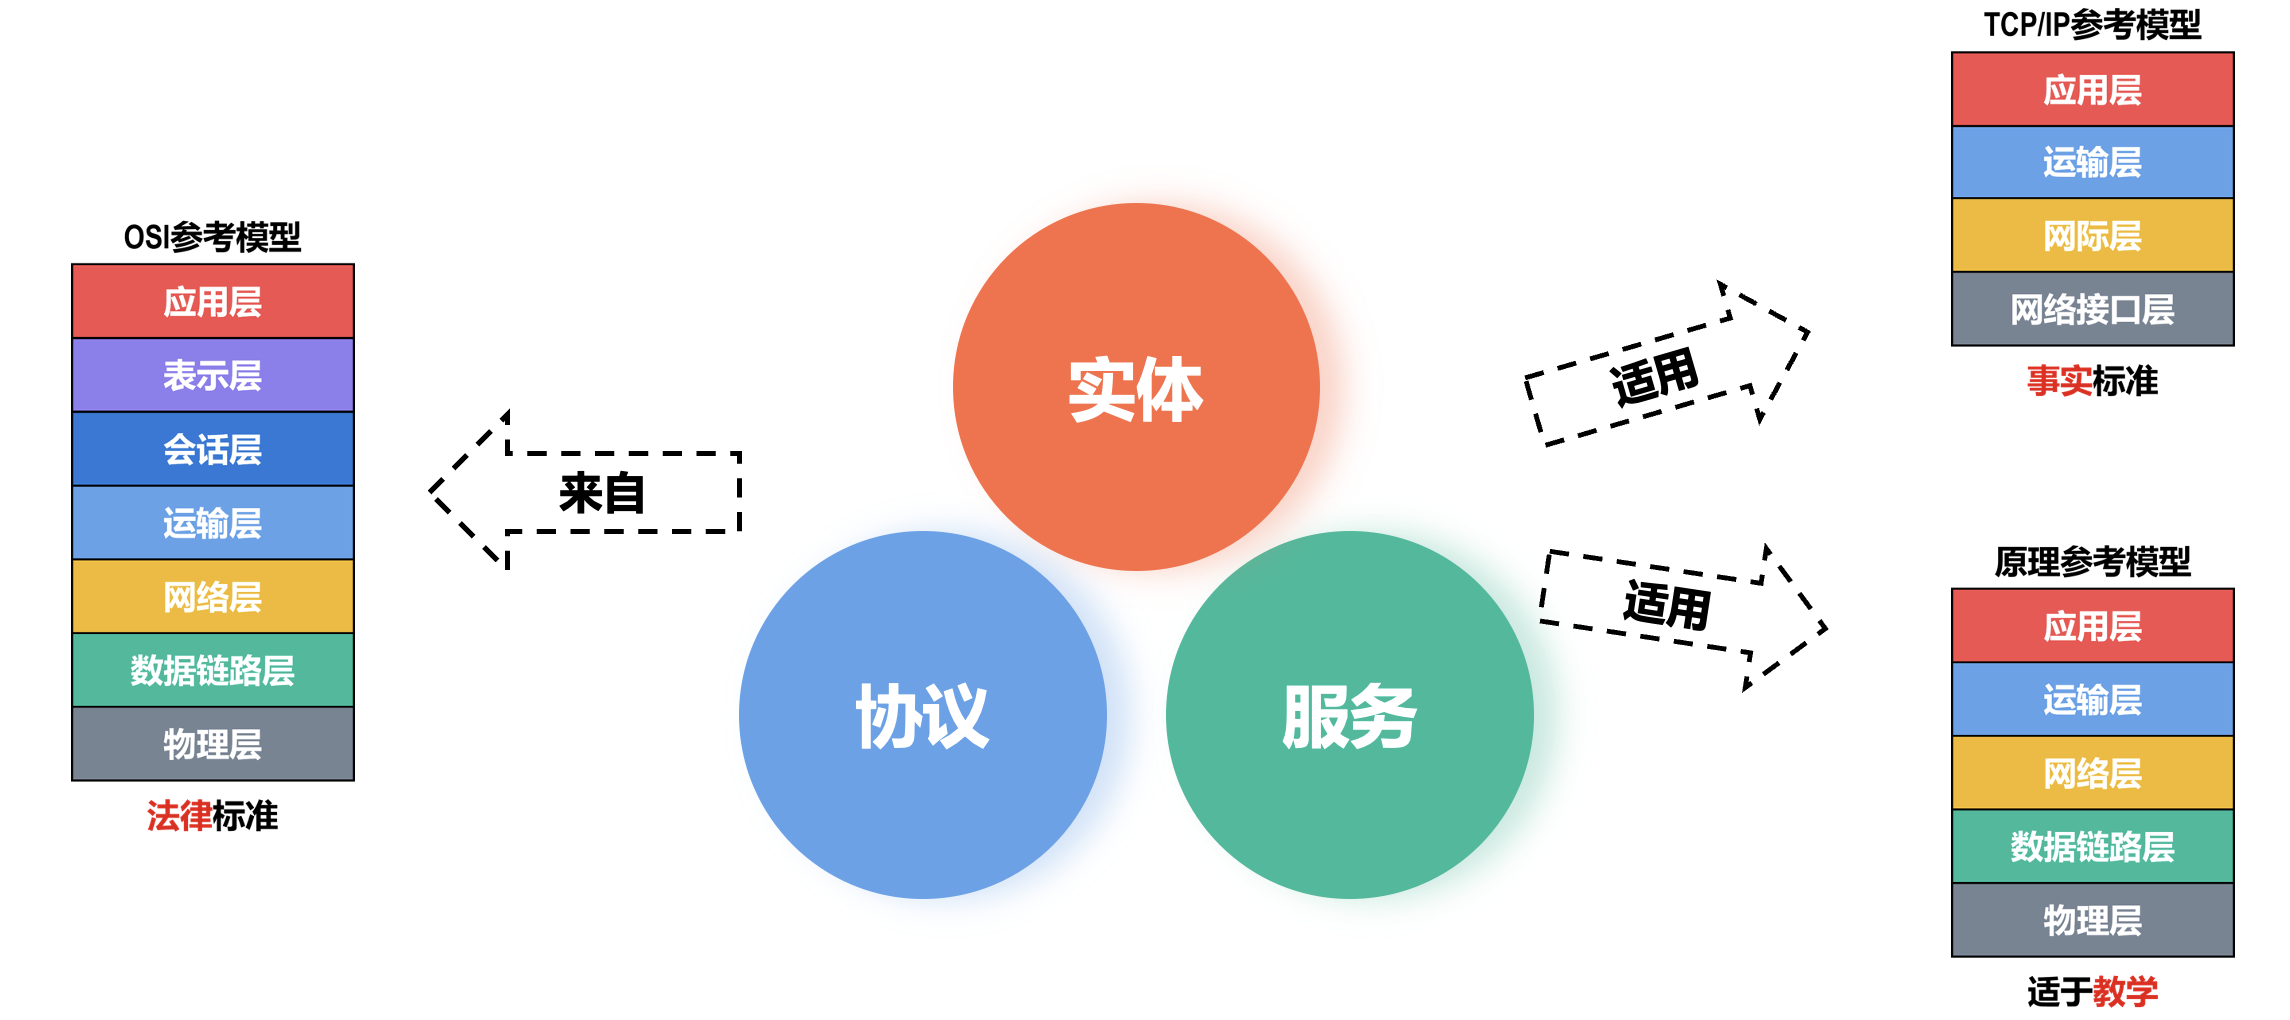 OSI参考模型
应用层
表示层
会话层
运输层
网络层
数据链路层
物理层
法律标准
来自
实体
协议
服务
适用
适用
TCP/IP参考模型
应用层
运输层
网际层
网络接口层
事实标准
原理参考模型
应用层
运输层
网络层
数据链路层
物理层
适于教学